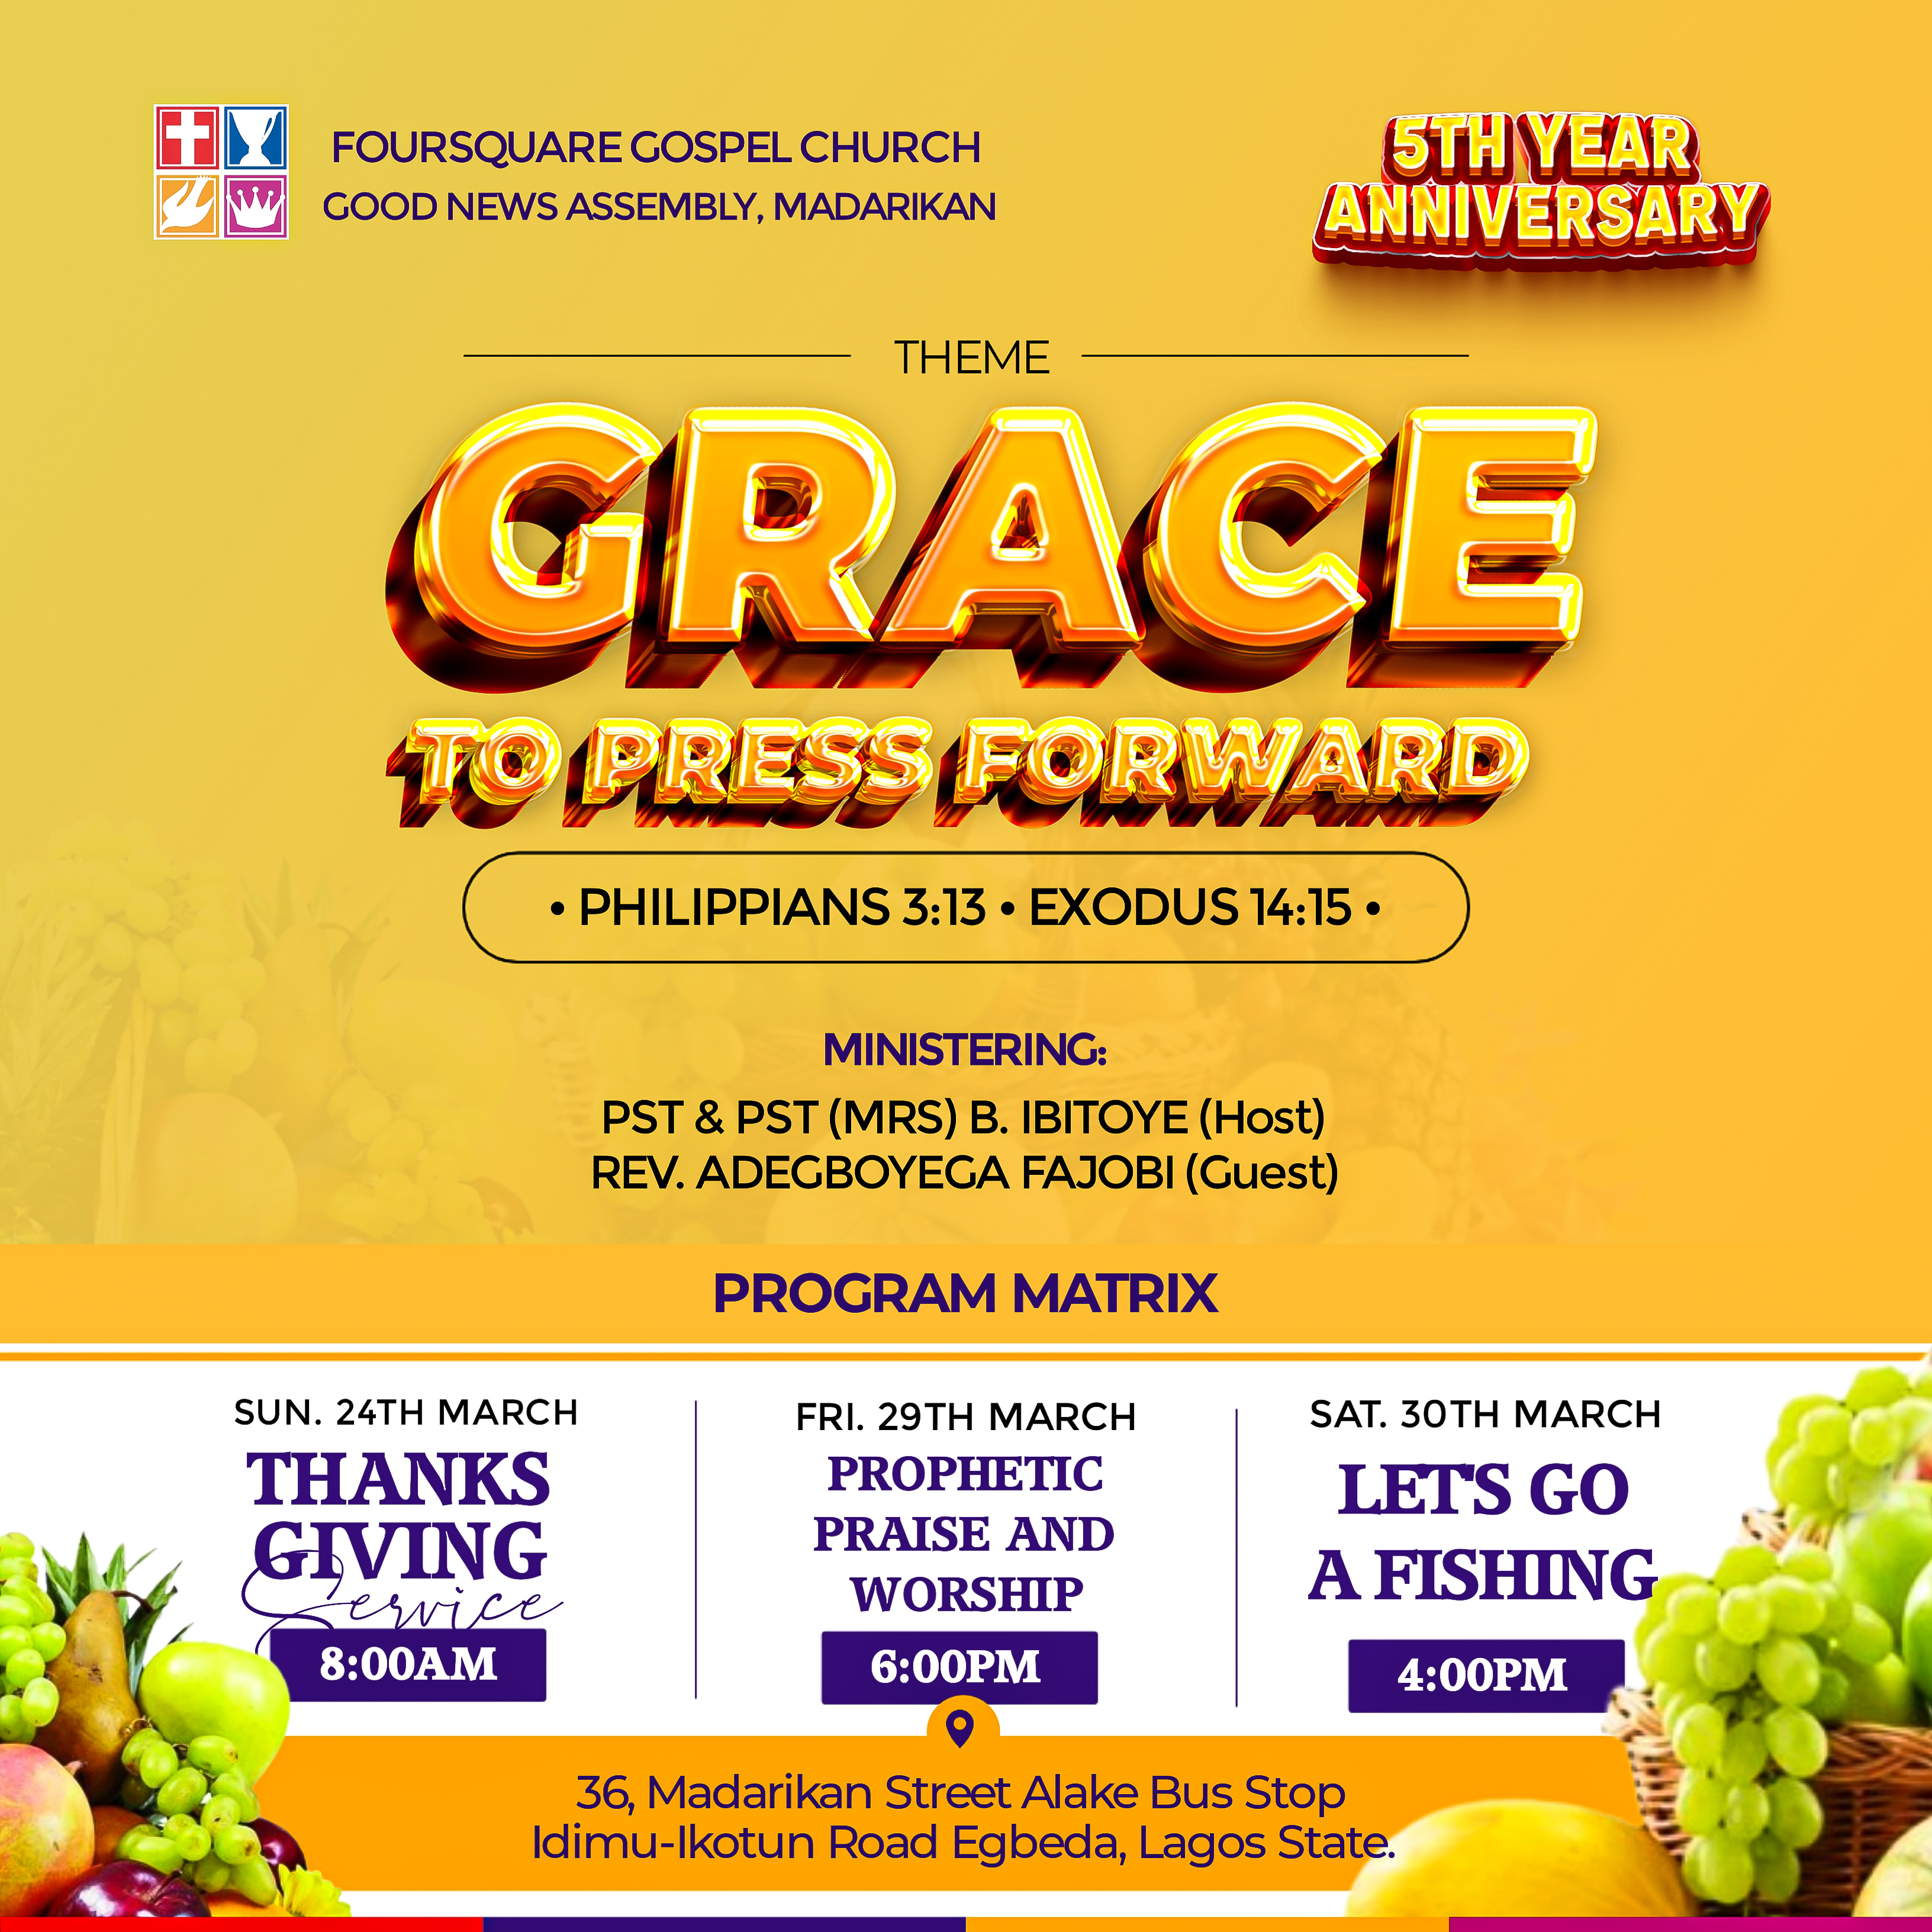 FOURSQUARE GOSPEL CHURCH
GOOD NEWS ASSEMBLY, MADARIKAN
5TH YEAR
ANNIVERSARY
THEME
GRACE
TO PRESS FORWARD
• PHILIPPIANS 3:13 • EXODUS 14:15 •
MINISTERING:
PST & PST (MRS) B. IBITOYE (Host)
REV. ADEGBOYEGA FAJOBI (Guest)
PROGRAM MATRIX
SUN. 24TH MARCH
THANKS
GIVING
Service
8:00AM
FRI. 29TH MARCH
PROPHETIC
PRAISE AND
WORSHIP
6:00PM
SAT. 30TH MARCH
LET'S GO
A FISHING
4:00PM
36, Madarikan Street Alake Bus Stop
Idimu-Ikotun Road Egbeda, Lagos State.